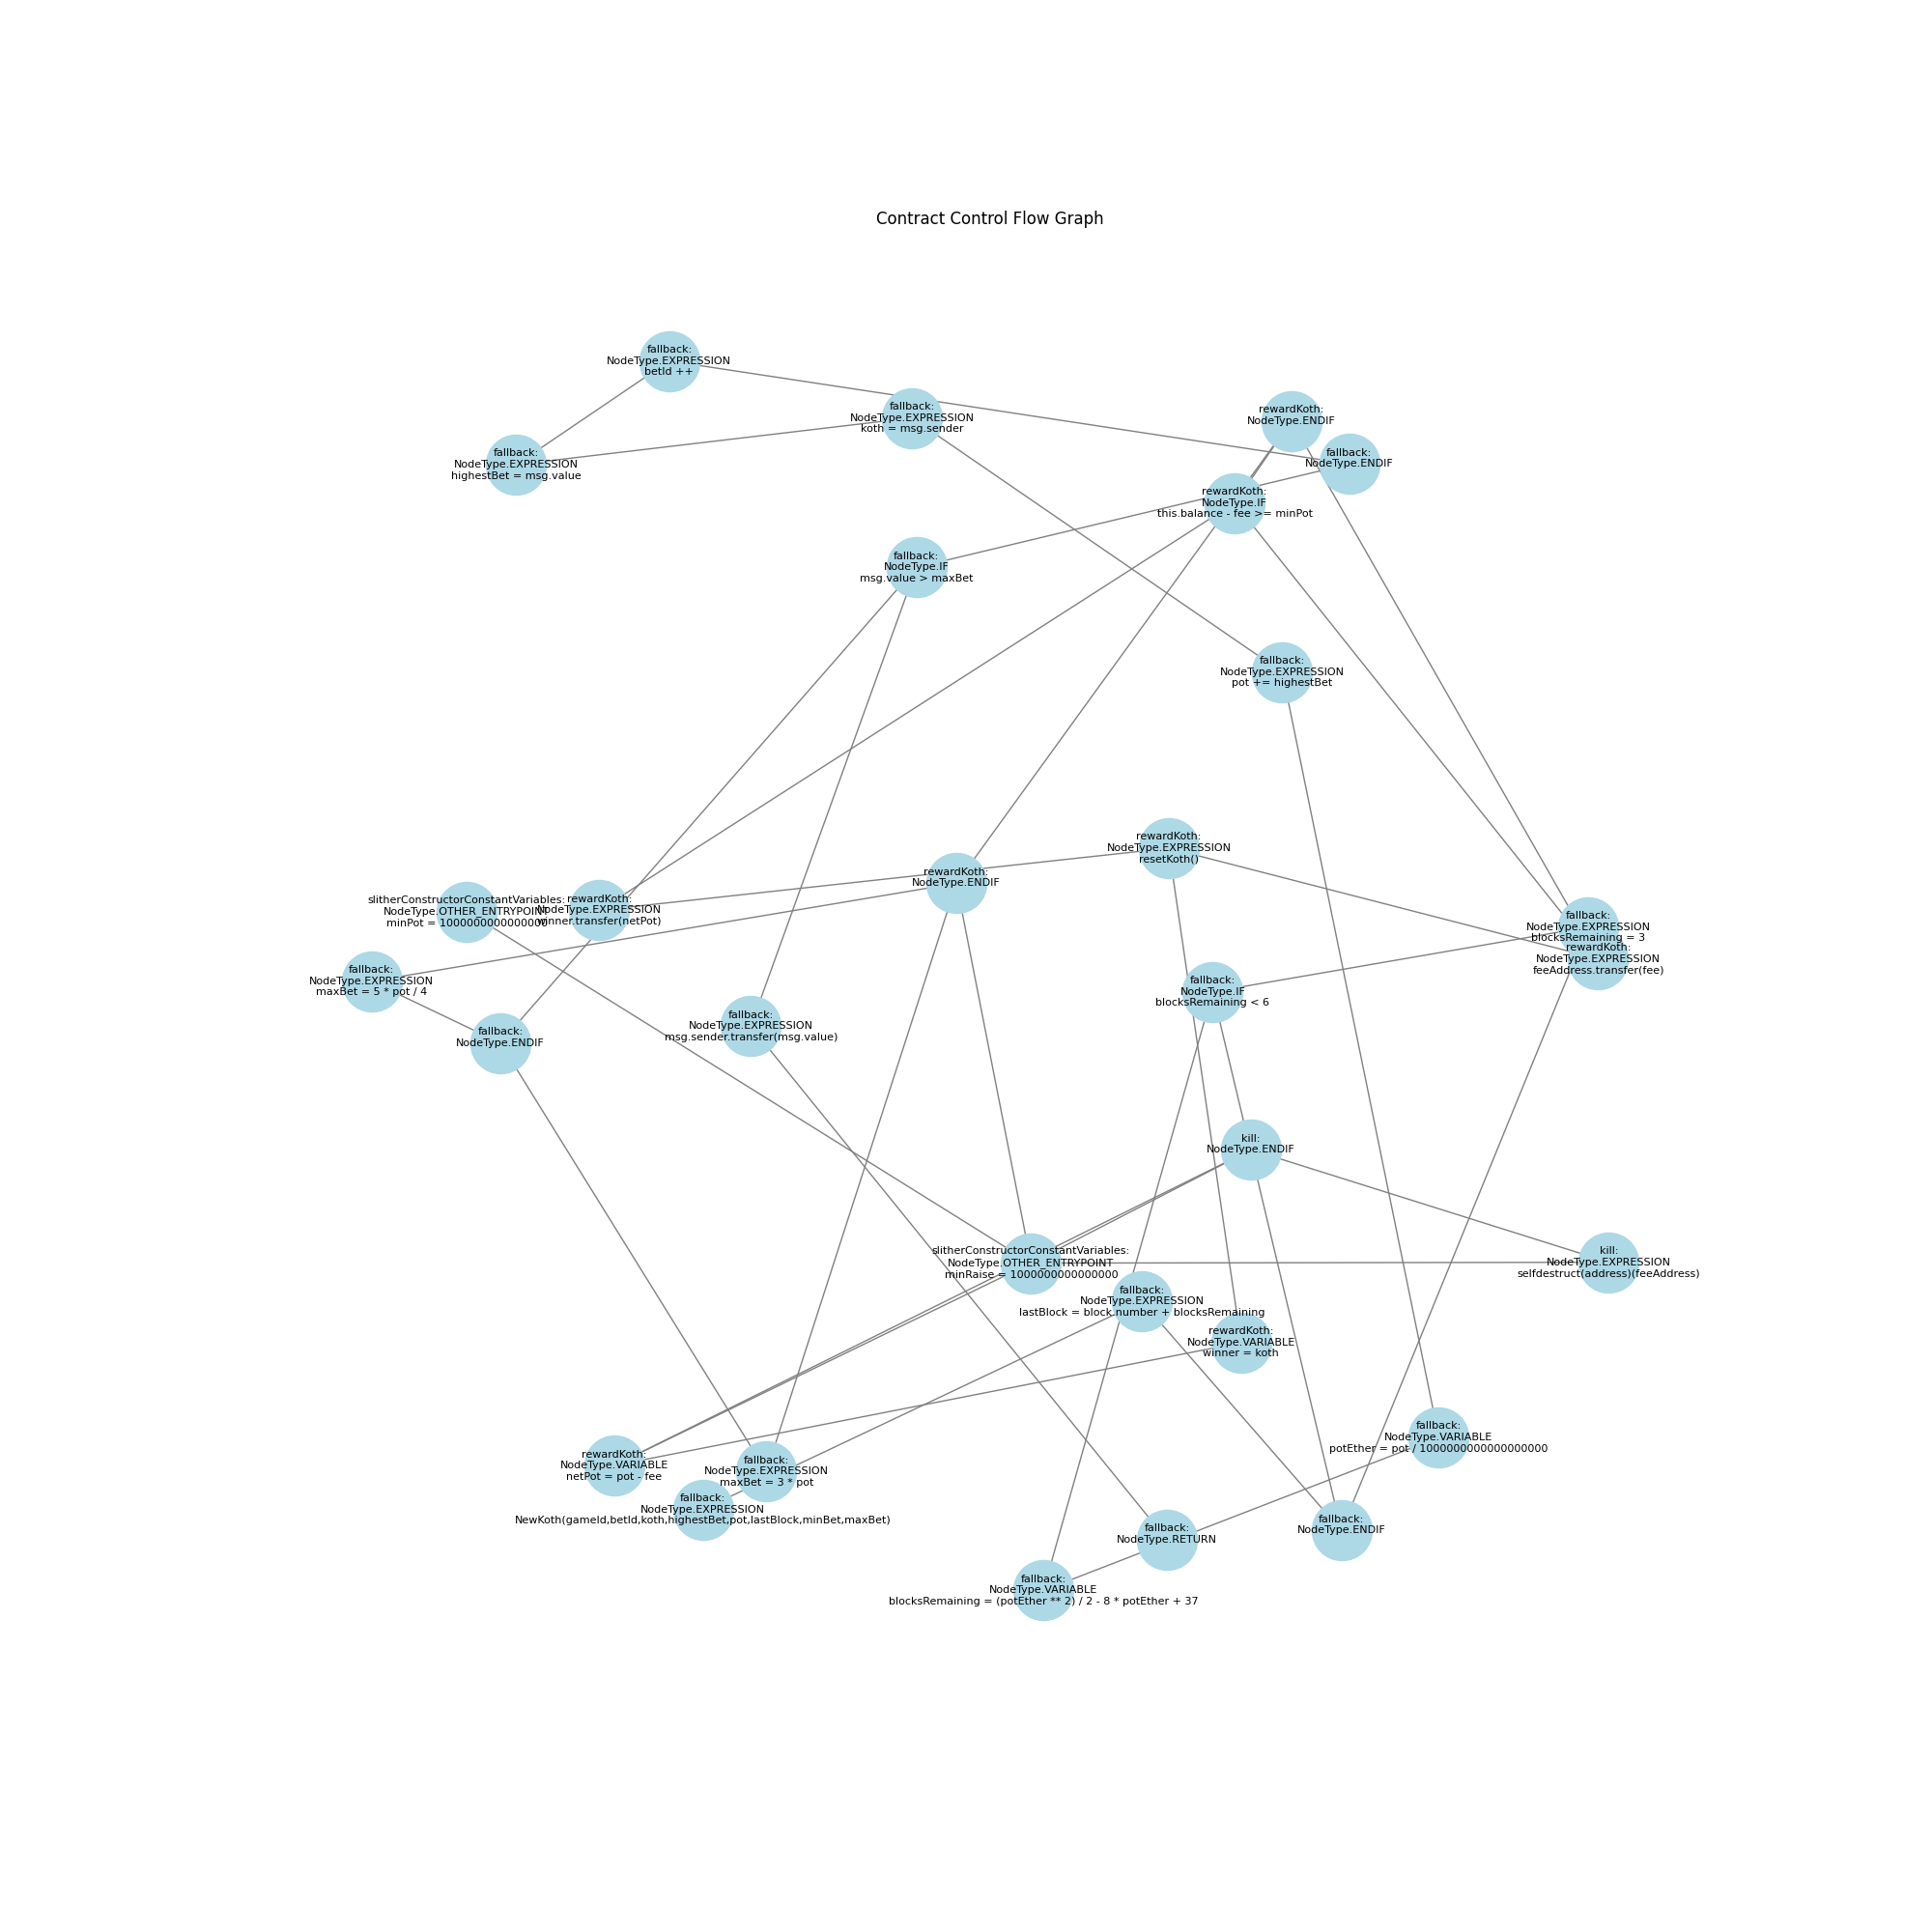 Contract Control Flow Graph
fallback:
NodeType.EXPRESSION
betId ++
fallback:
NodeType.EXPRESSION
koth = msg.sender
rewardKoth:
NodeType.ENDIF
fallback:
NodeType.EXPRESSION
highestBet = msg.value
fallback:
NodeType.ENDIF
rewardKoth:
NodeType.IF
this.balance - fee >= minPot
fallback:
NodeType.IF
msg.value > maxBet
fallback:
NodeType.EXPRESSION
pot += highestBet
rewardKoth:
NodeType.EXPRESSION
resetKoth()
rewardKoth:
NodeType.ENDIF
slitherConstructorConstantVariables:
NodeType.OTHER_ENTRYPOINT
minPot = 1000000000000000
rewardKoth:
NodeType.EXPRESSION
winner.transfer(netPot)
fallback:
NodeType.EXPRESSION
blocksRemaining = 3
rewardKoth:
NodeType.EXPRESSION
feeAddress.transfer(fee)
fallback:
NodeType.EXPRESSION
maxBet = 5 * pot / 4
fallback:
NodeType.IF
blocksRemaining < 6
fallback:
NodeType.EXPRESSION
msg.sender.transfer(msg.value)
fallback:
NodeType.ENDIF
kill:
NodeType.ENDIF
slitherConstructorConstantVariables:
NodeType.OTHER_ENTRYPOINT
minRaise = 1000000000000000
kill:
NodeType.EXPRESSION
selfdestruct(address)(feeAddress)
fallback:
NodeType.EXPRESSION
lastBlock = block.number + blocksRemaining
rewardKoth:
NodeType.VARIABLE
winner = koth
fallback:
NodeType.VARIABLE
potEther = pot / 1000000000000000000
rewardKoth:
NodeType.VARIABLE
netPot = pot - fee
fallback:
NodeType.EXPRESSION
maxBet = 3 * pot
fallback:
NodeType.EXPRESSION
NewKoth(gameId,betId,koth,highestBet,pot,lastBlock,minBet,maxBet)
fallback:
NodeType.RETURN
fallback:
NodeType.ENDIF
fallback:
NodeType.VARIABLE
blocksRemaining = (potEther ** 2) / 2 - 8 * potEther + 37